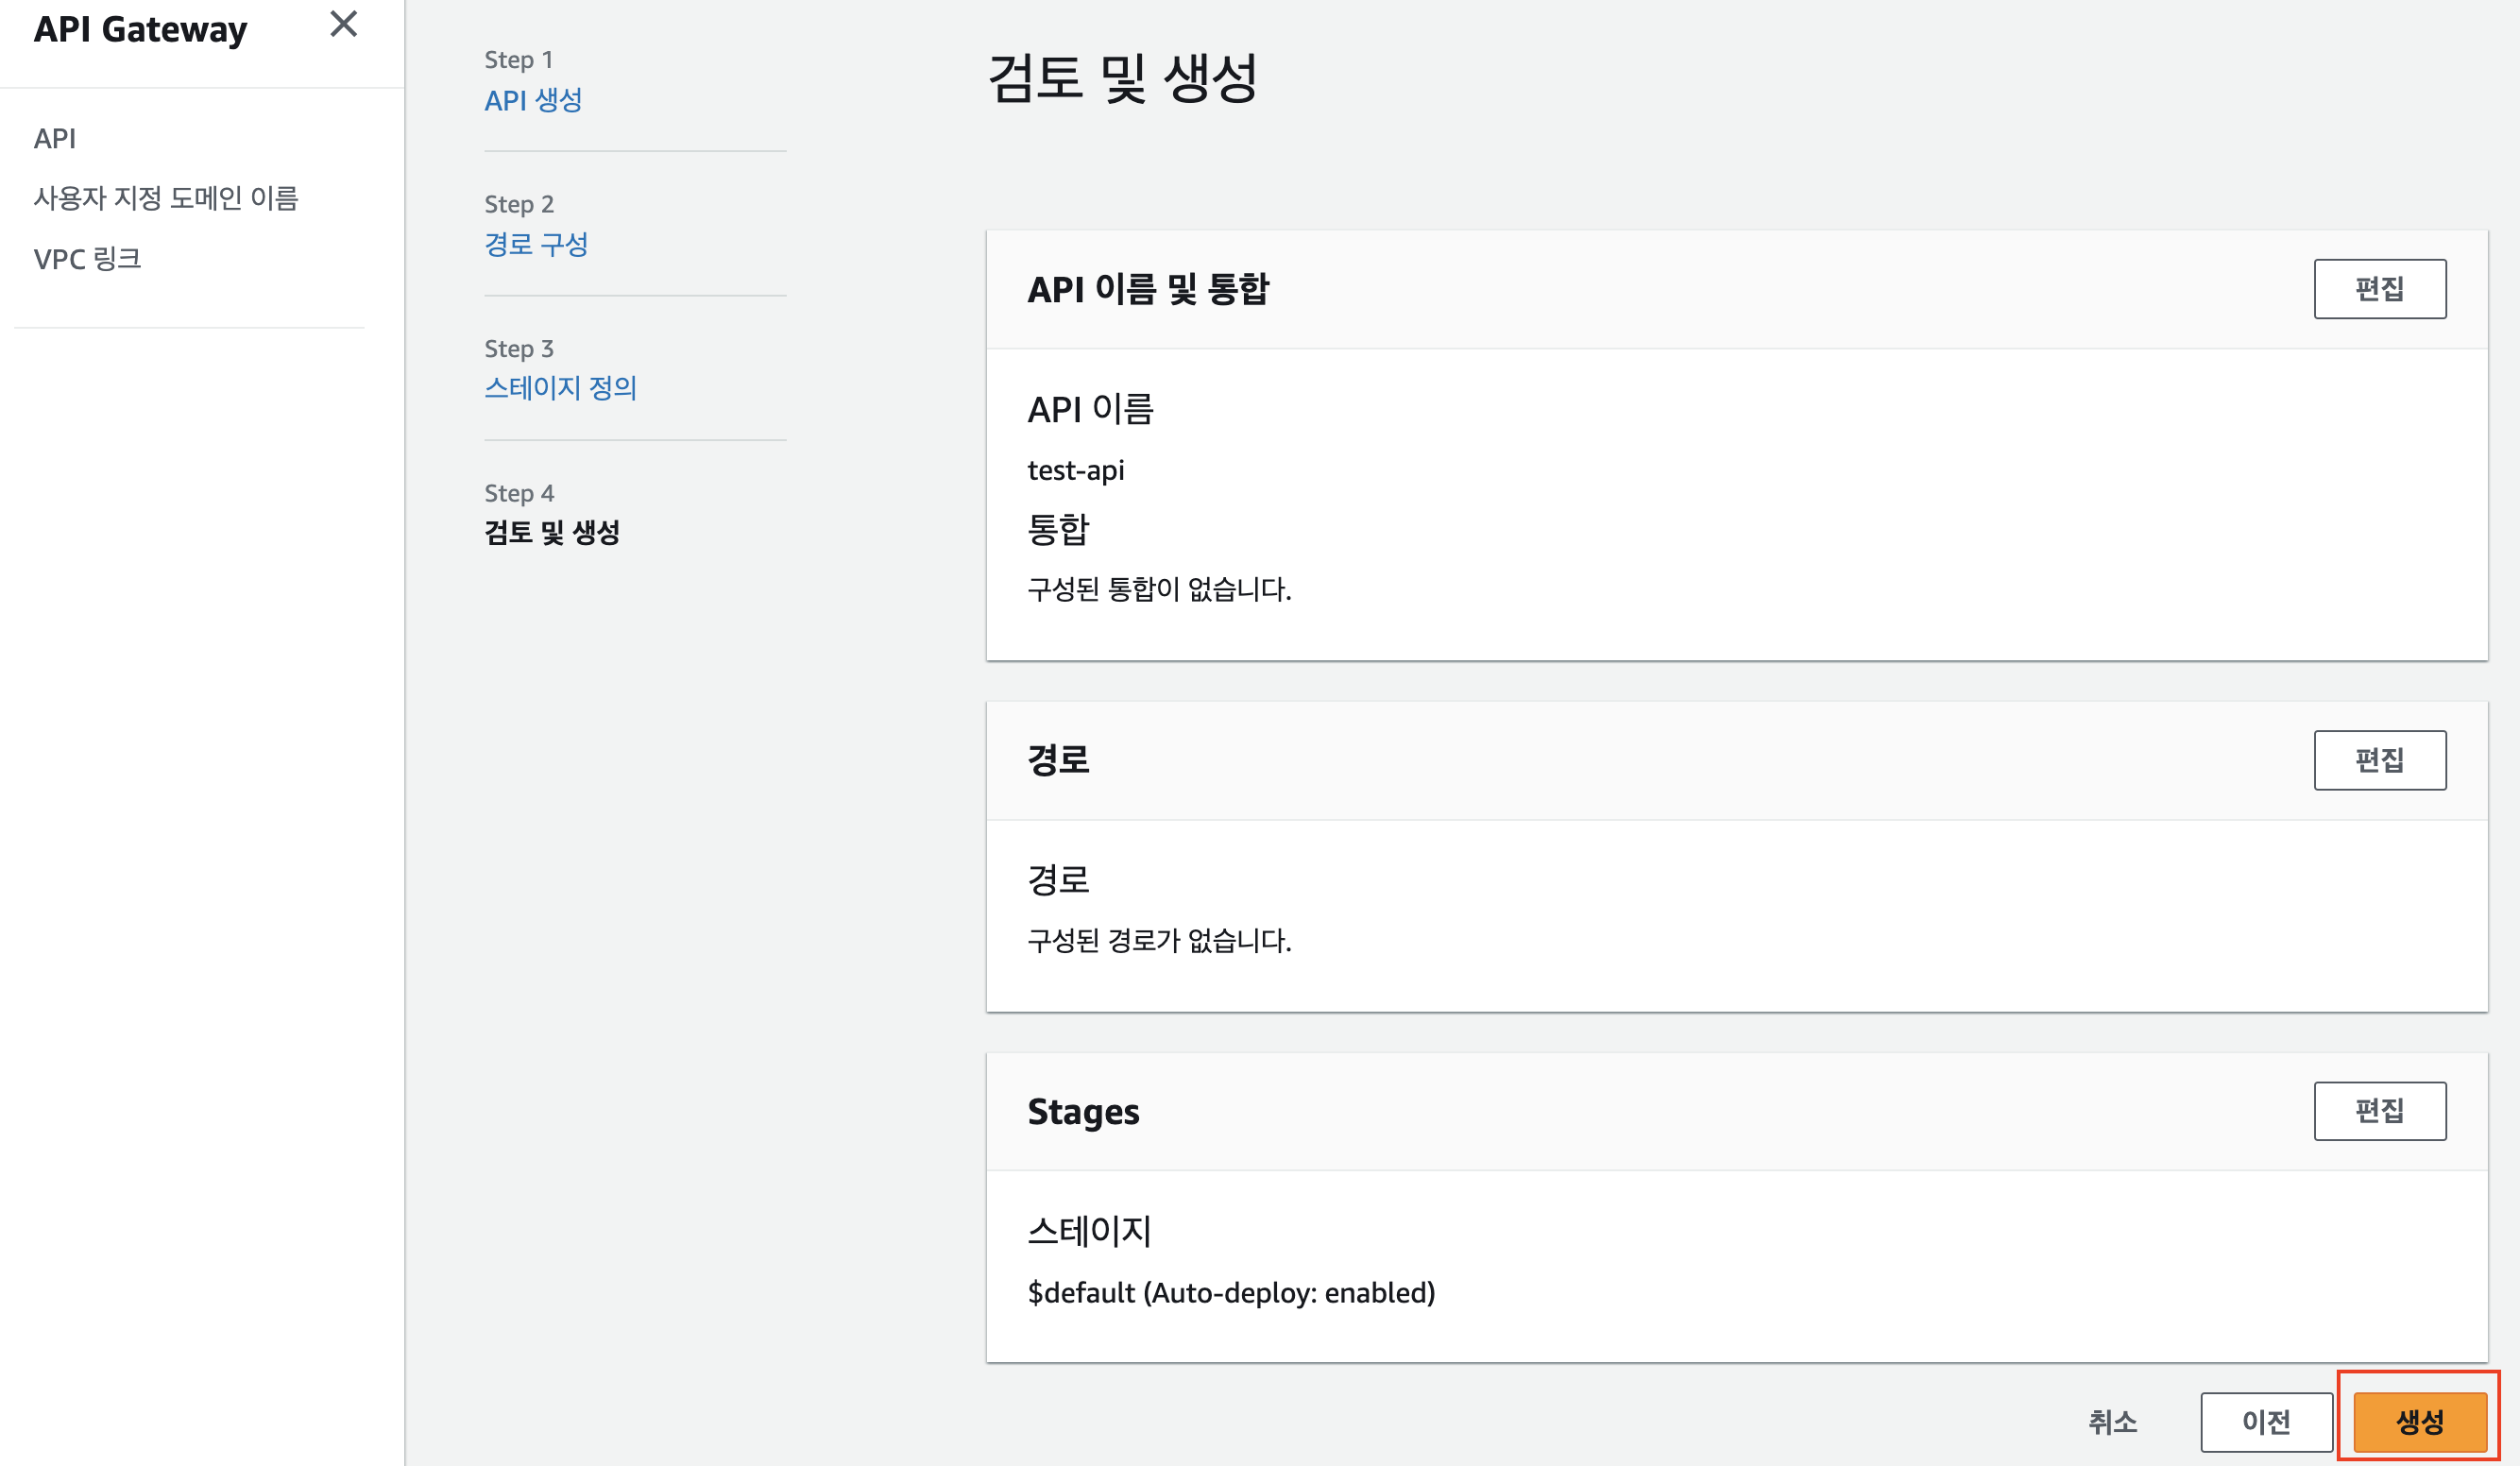 API Gateway
API
사용자 지정 도메인 이름
VPC 링크
Step 1
API 생성
Step 2
경로 구성
Step 3
스테이지 정의
Step 4
검토 및 생성
검토 및 생성
API 이름 및 통합
편집
API 이름
test-api
통합
구성된 통합이 없습니다.
경로
편집
경로
구성된 경로가 없습니다.
Stages
편집
스테이지
$default (Auto-deploy: enabled)
취소
이전
생성